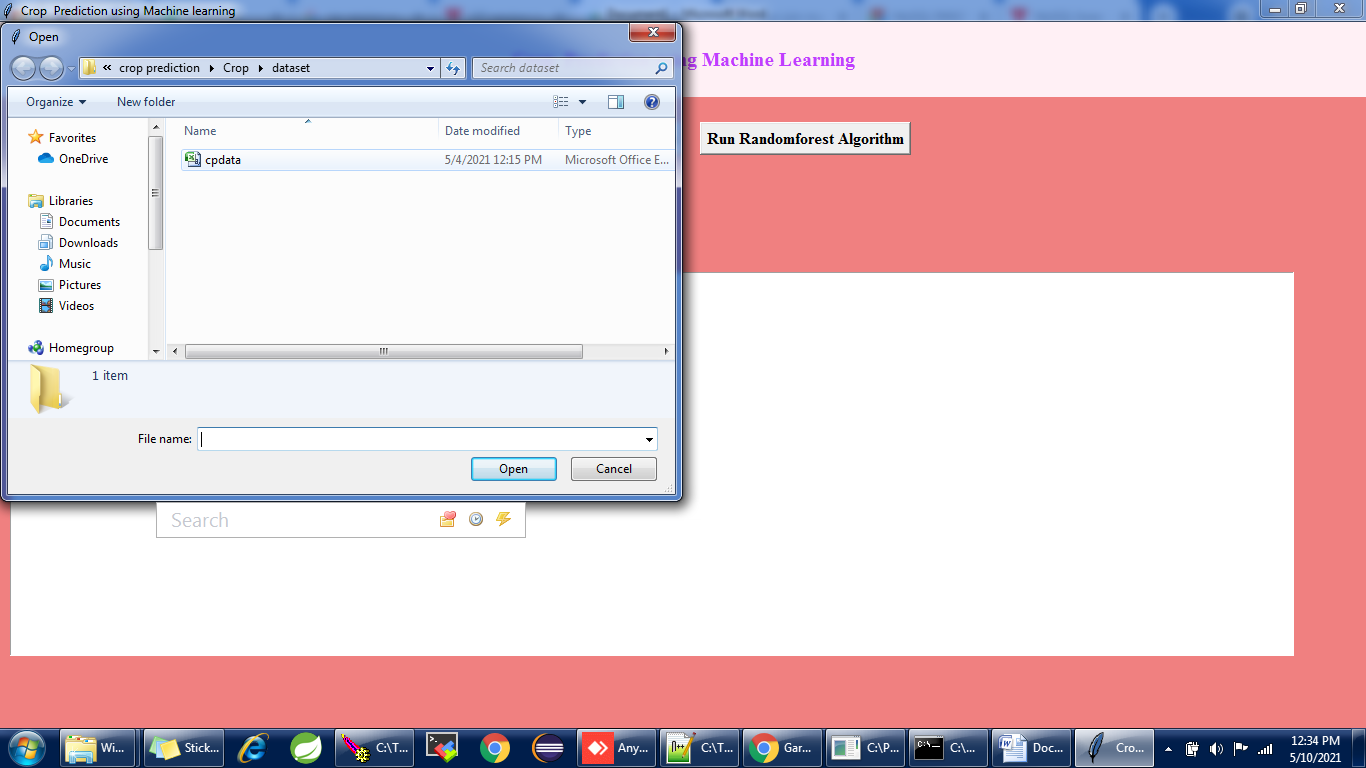 Crop  Prediction using Machine learning
Open
« crop prediction Crop dataset
Search dataset
ng Machine Learning
Organize
New folder
Run Randomforest Algorithm
Name
Date modified
Type
cpdata
5/4/2021 12:15 PM
Microsoft Office E...
Favorites
OneDrive
Libraries
Documents
Downloads
Music
Pictures
Videos
Homegroup
1 item
File name:
Open
Cancel
Search
Wi...
Stick...
C:\T...
Any...
C:\T...
Gar...
C:\P...
C:\...
Doc...
Cro...
12:34 PM
5/10/2021